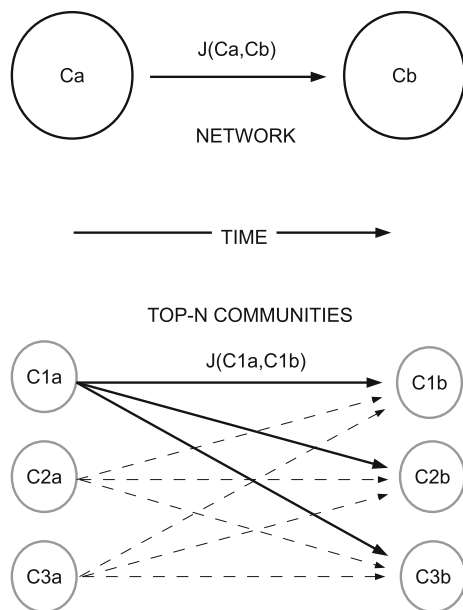 Ca
J(Ca,Cb)
Cb
NETWORK
TIME
TOP-N COMMUNITIES
C1a
J(C1a,C1b)
C1b
C2a
C2b
C3a
C3b